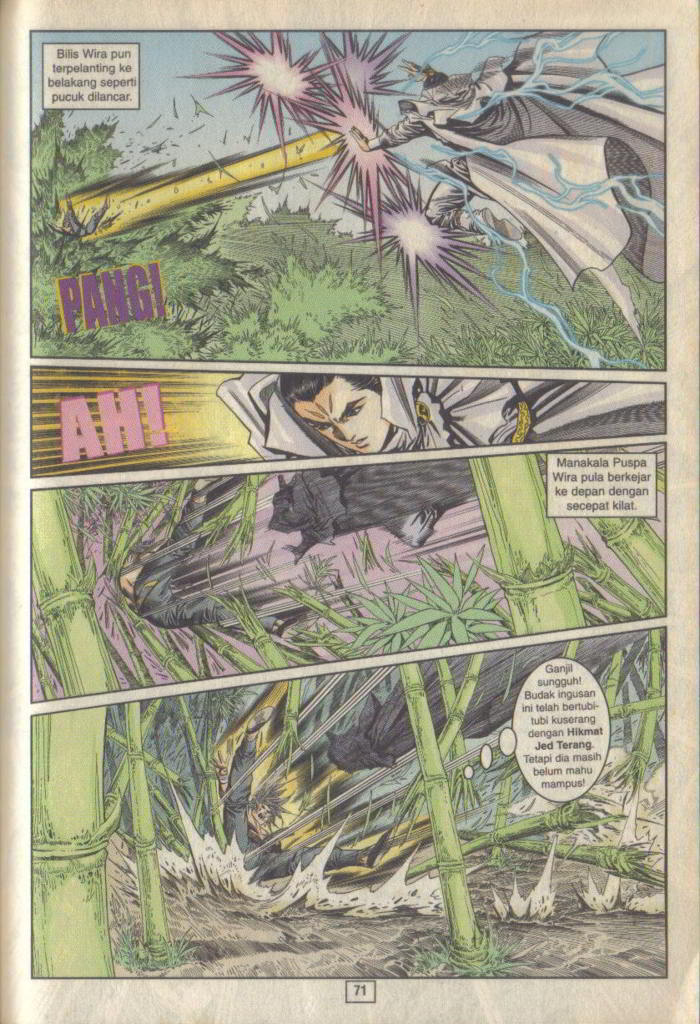 Bilis Wira pun
terpelanting ke
belakang seperti
pucuk dilancar.
PANG!
AH!
Manakala Puspa
Wira pula berkejar
ke depan dengan
secepat kilat.
Ganjil
sungguh!
Budak ingusan
ini telah bertubi-
tubi kuserang
dengan Hikmat
Jed Terang.
Tetapi dia masih
belum mahu
mampus!
71